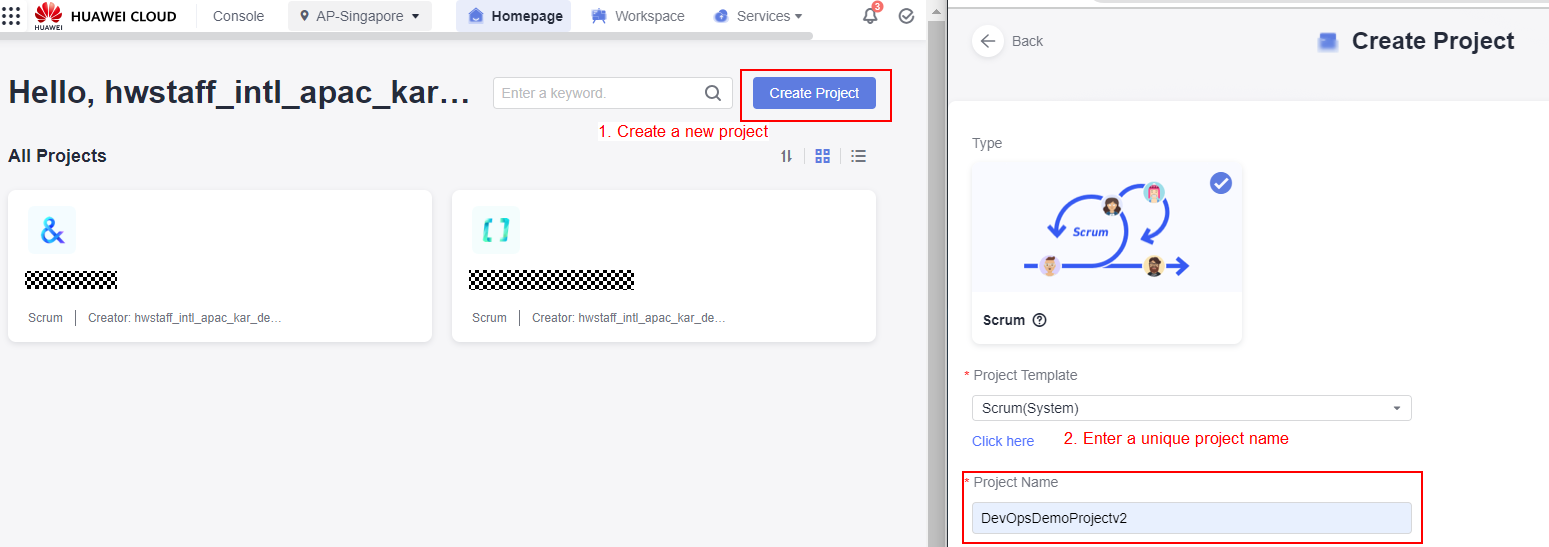 HUAWEI
HUAWEI CLOUD
Console
AP-Singapore
Homepage
Workspace
Services
3
Hello, hwstaff_intl_apac_kar...
Enter a keyword.
Create Project
1. Create a new project
All Projects
&
[ ]
Scrum
Creator: hwstaff_intl_apac_kar_de...
Scrum
Creator: hwstaff_intl_apac_kar_de...
Back
Create Project
Type
Scrum
Scrum
* Project Template
Scrum(System)
Click here
2. Enter a unique project name
* Project Name
DevOpsDemoProjectv2